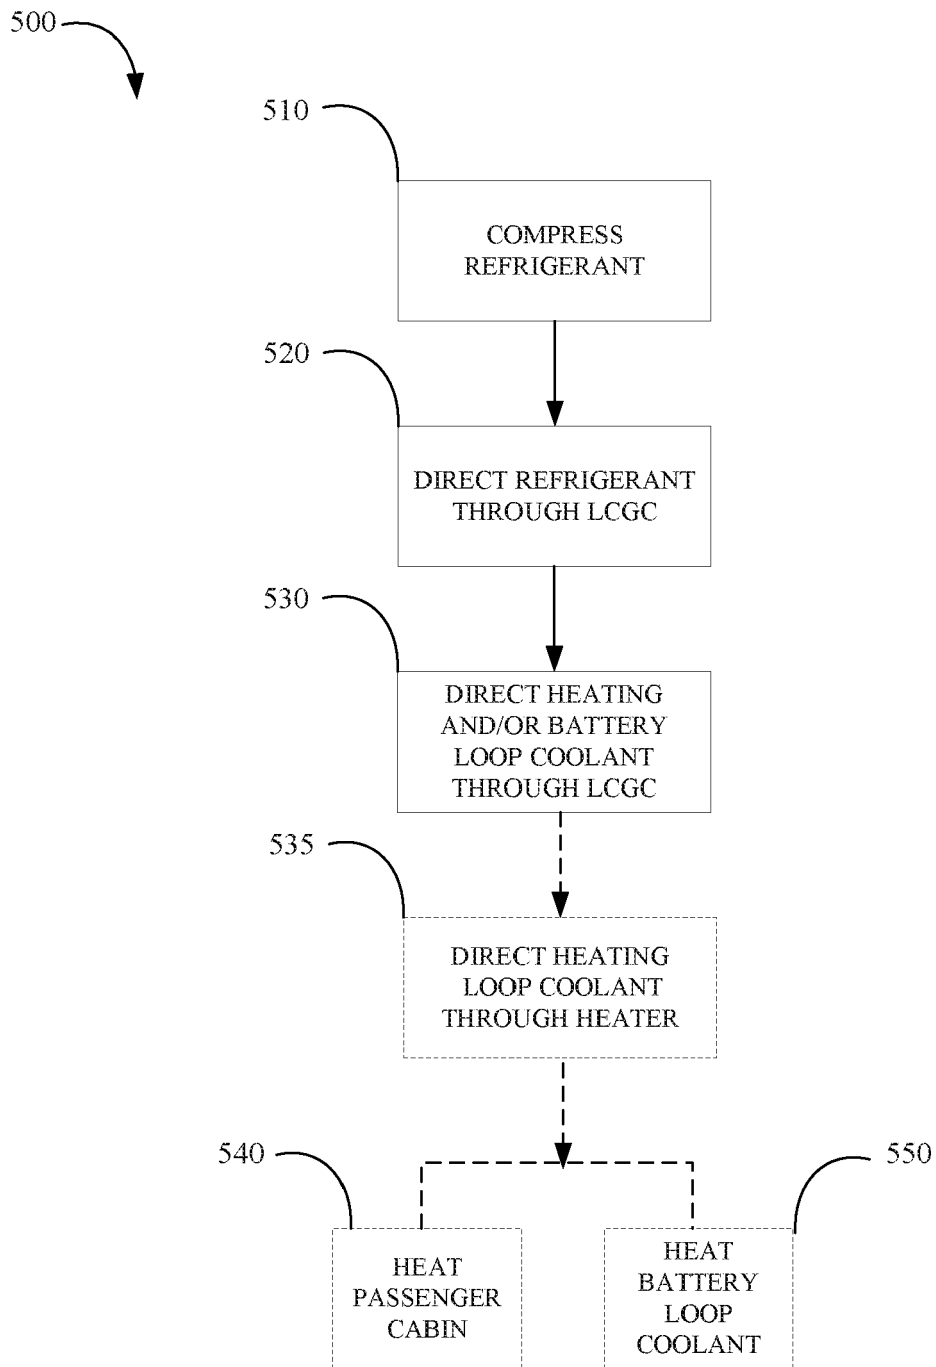 500
510
COMPRESS
REFRIGERANT
520
DIRECT REFRIGERANT
THROUGH LCGC
530
DIRECT HEATING
AND/OR BATTERY
LOOP COOLANT
THROUGH LCGC
535
DIRECT HEATING
LOOP COOLANT
THROUGH HEATER
540
HEAT
PASSENGER
CABIN
550
HEAT
BATTERY
LOOP
COOLANT